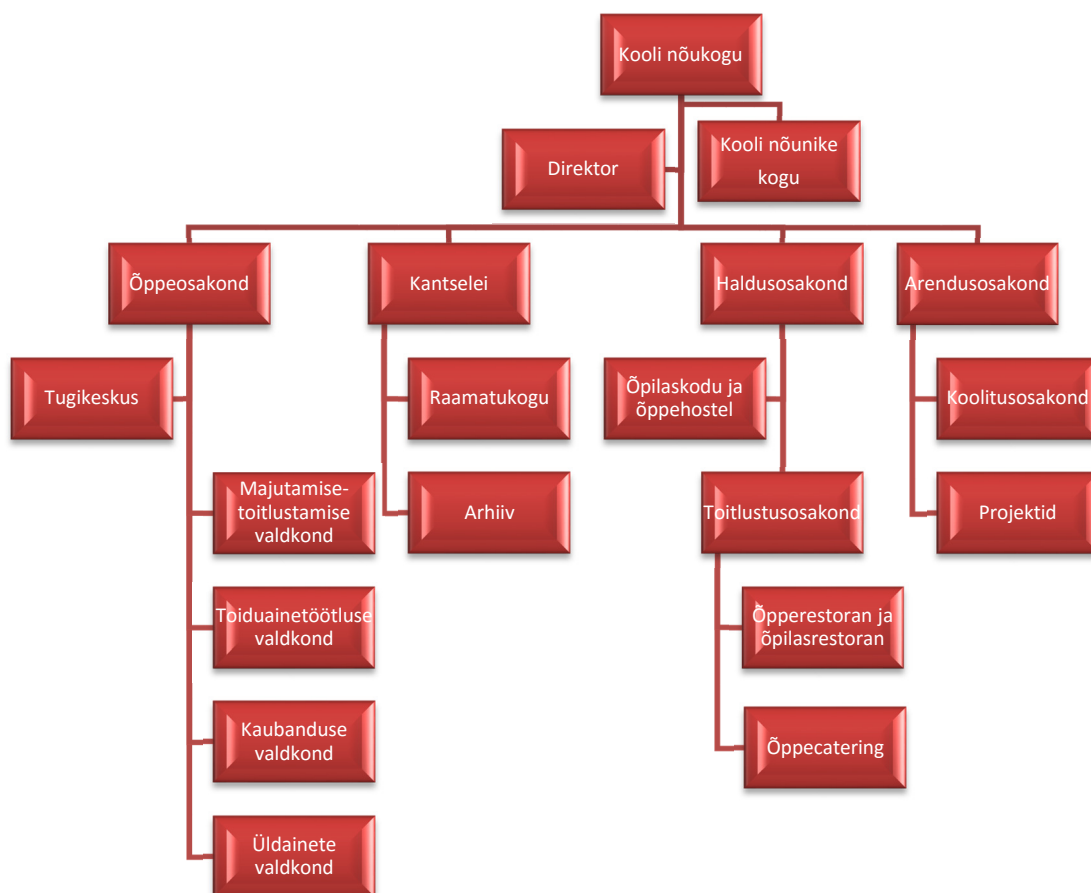 Kooli nõukogu
Direktor
Kooli nõunike
kogu
Õppeosakond
Kantselei
Haldusosakond
Arendusosakond
Tugikeskus
Raamatukogu
Õpilaskodu ja
õppehostel
Koolitusosakond
Majutamise-
toitlustamise
valdkond
Arhiiv
Toitlustusosakond
Projektid
Toiduainetöötluse
valdkond
Õpperestoran ja
õpilasrestoran
Kaubanduse
valdkond
Õppecatering
Üldainete
valdkond